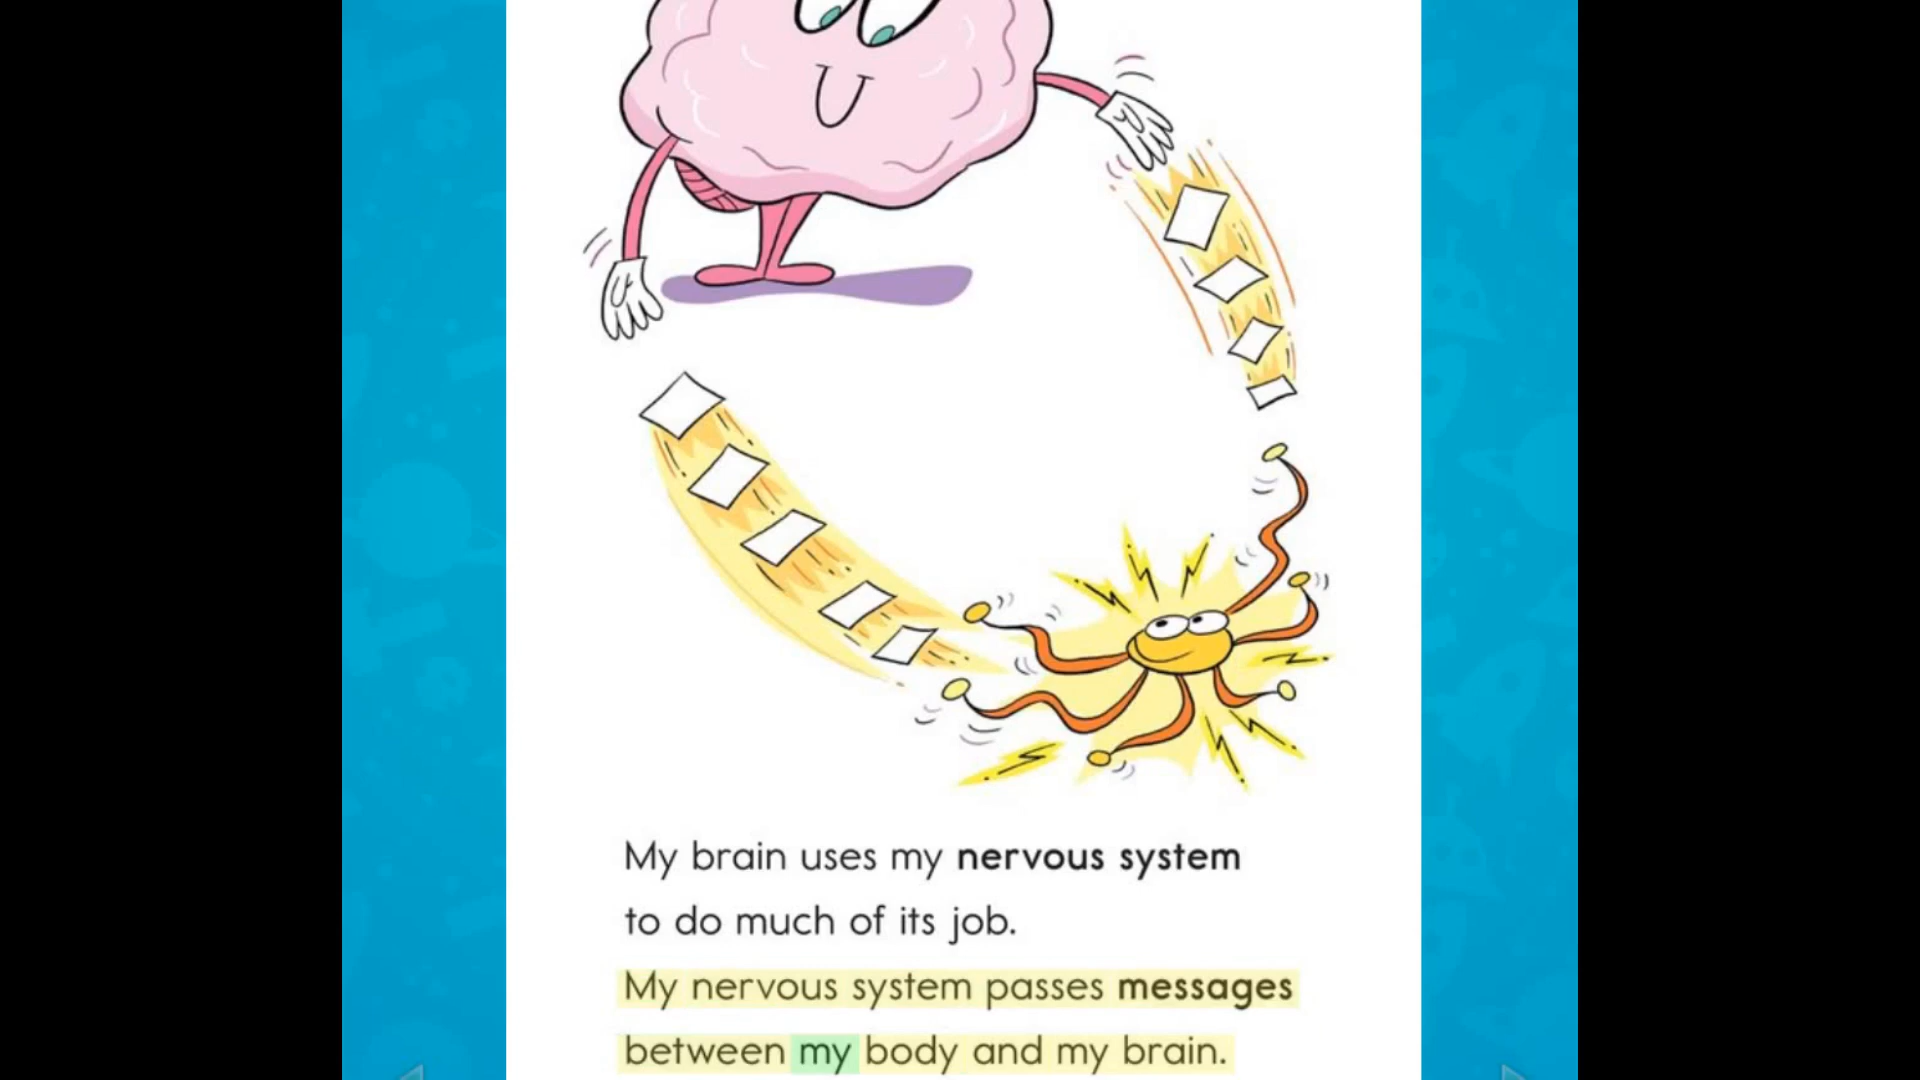 My brain uses my nervous system
to do much of its job.
My nervous system passes messages
between my body and my brain.